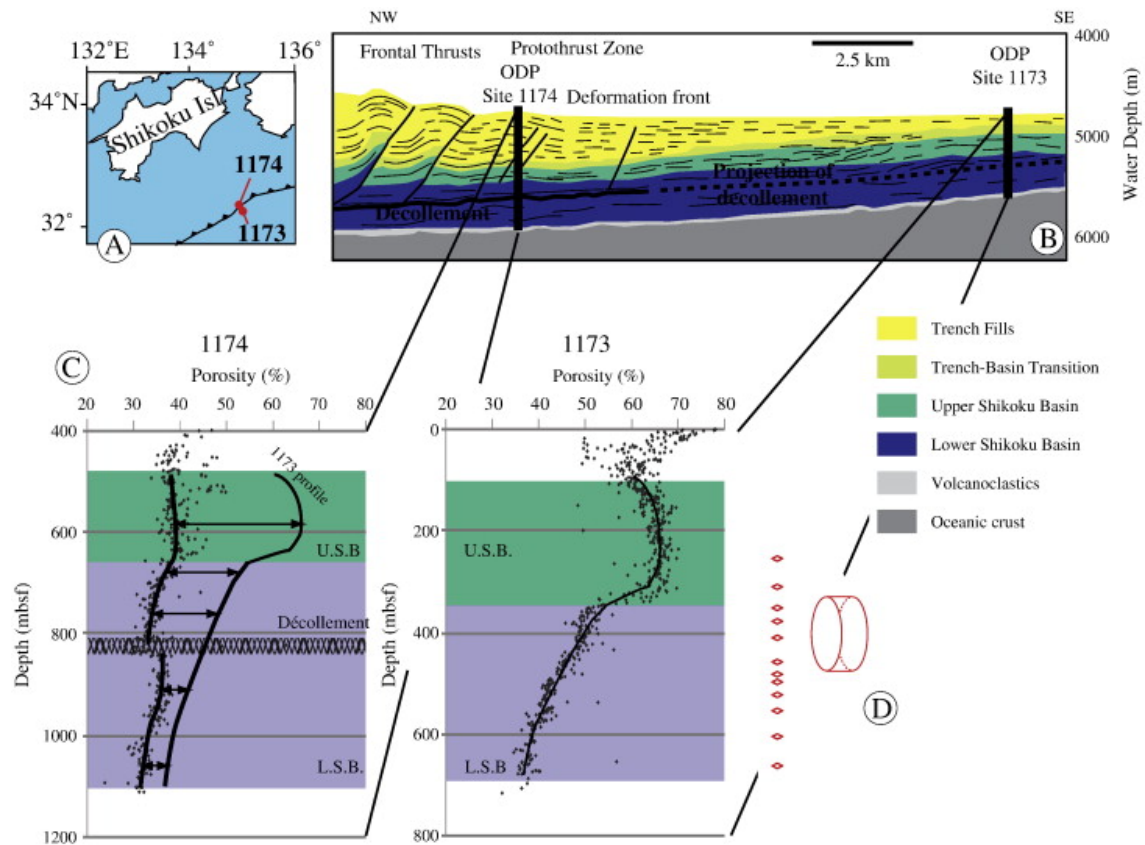 NW
SE
132˚E
134˚
136˚
34˚N
32˚
Shikoku Isl
1174
1173
A
Frontal Thrusts
Protothrust Zone
ODP
Site 1174
Deformation front
2.5 km
ODP
Site 1173
Décollement
Projection of
décollement
B
4000
5000
6000
Water Depth (m)
Trench Fills
Trench-Basin Transition
Upper Shikoku Basin
Lower Shikoku Basin
Volcanoclastics
Oceanic crust
C
1174
Porosity (%)
20 30 40 50 60 70 80
400
600
800
1000
1200
Depth (mbsf)
1173 profile
U.S.B
Décollement
L.S.B.
1173
Porosity (%)
20 30 40 50 60 70 80
0
200
400
600
800
Depth (mbsf)
U.S.B.
L.S.B
D